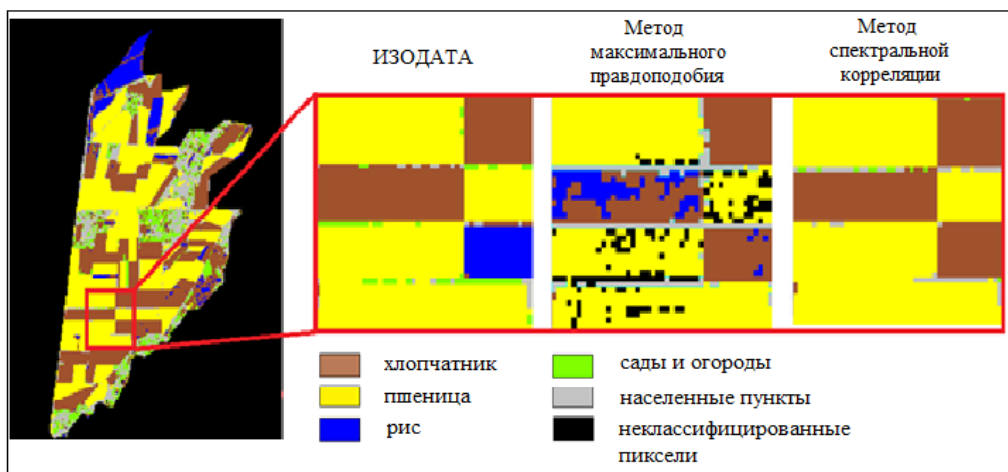 ИЗОДАТА
Метод
максимального
правдоподобия
Метод
спектральной
корреляции
хлопчатник
пшеница
рис
сады и огороды
населенные пункты
неклассифицированные
пиксели